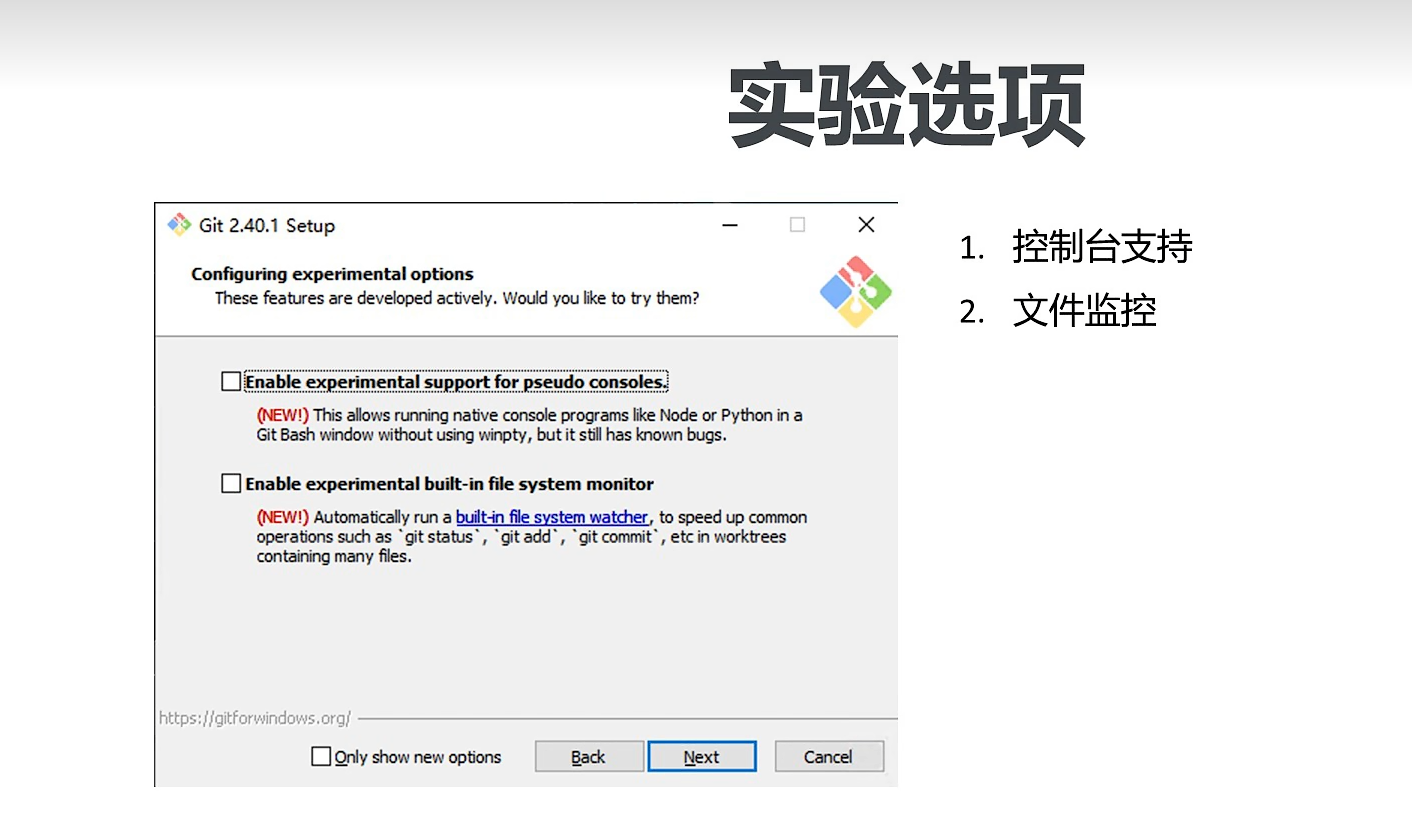 实验选项
Git 2.40.1 Setup
Configuring experimental options
These features are developed actively. Would you like to try them?
Enable experimental support for pseudo consoles.
(NEW!) This allows running native console programs like Node or Python in a
Git Bash window without using winpty, but it still has known bugs.
Enable experimental built-in file system monitor
(NEW!) Automatically run a built-in file system watcher, to speed up common
operations such as `git status`, `git add`, `git commit`, etc in worktrees
containing many files.
https://gitforwindows.org/
Only show new options
Back
Next
Cancel
1. 控制台支持
2. 文件监控